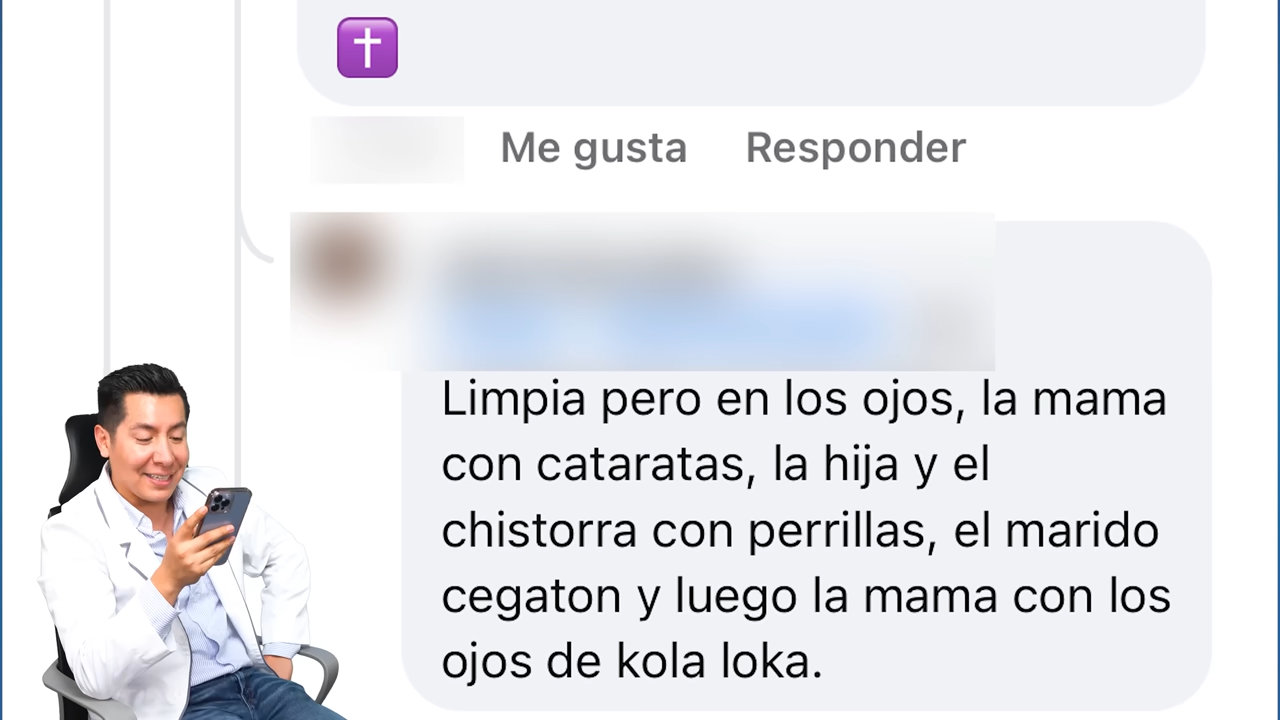 Me gusta Responder
Limpia pero en los ojos, la mama
con cataratas, la hija y el
chistorra con perrillas, el marido
cegaton y luego la mama con los
ojos de kola loka.